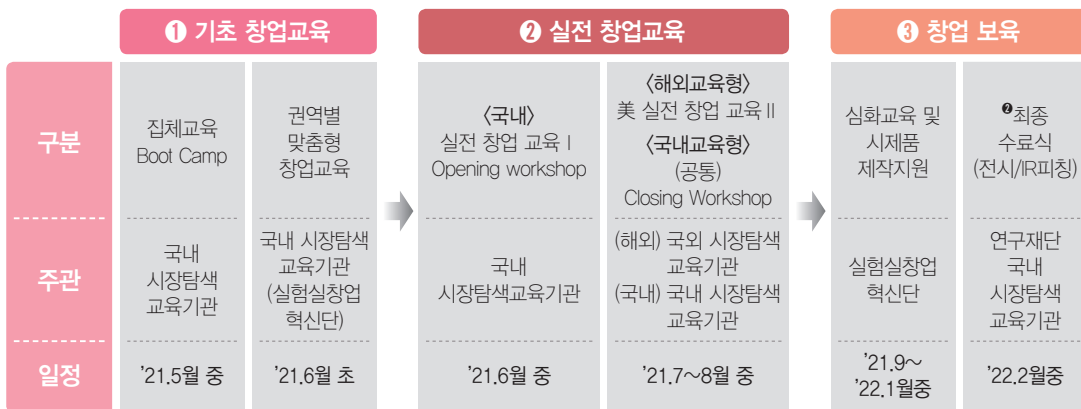 ❶ 기초 창업교육
❷ 실전 창업교육
❸ 창업 보육
구분
집체교육
Boot Camp
권역별
맞춤형
창업교육
〈국내〉
실전 창업 교육 Ⅰ
Opening workshop
〈해외교육형〉
美 실전 창업 교육Ⅱ
〈국내교육형〉
(공통)
Closing Workshop
심화교육 및
시제품
제작지원
❷최종
수료식
(전시/IR피칭)
주관
국내
시장탐색
교육기관
국내 시장탐색
교육기관
(실험실창업
혁신단)
국내
시장탐색교육기관
(해외) 국외 시장탐색
교육기관
(국내) 국내 시장탐색
교육기관
실험실창업
혁신단
연구재단
국내
시장탐색
교육기관
일정
’21.5월 중
’21.6월 초
’21.6월 중
’21.7~8월 중
’21.9~
’22.1월중
’22.2월중